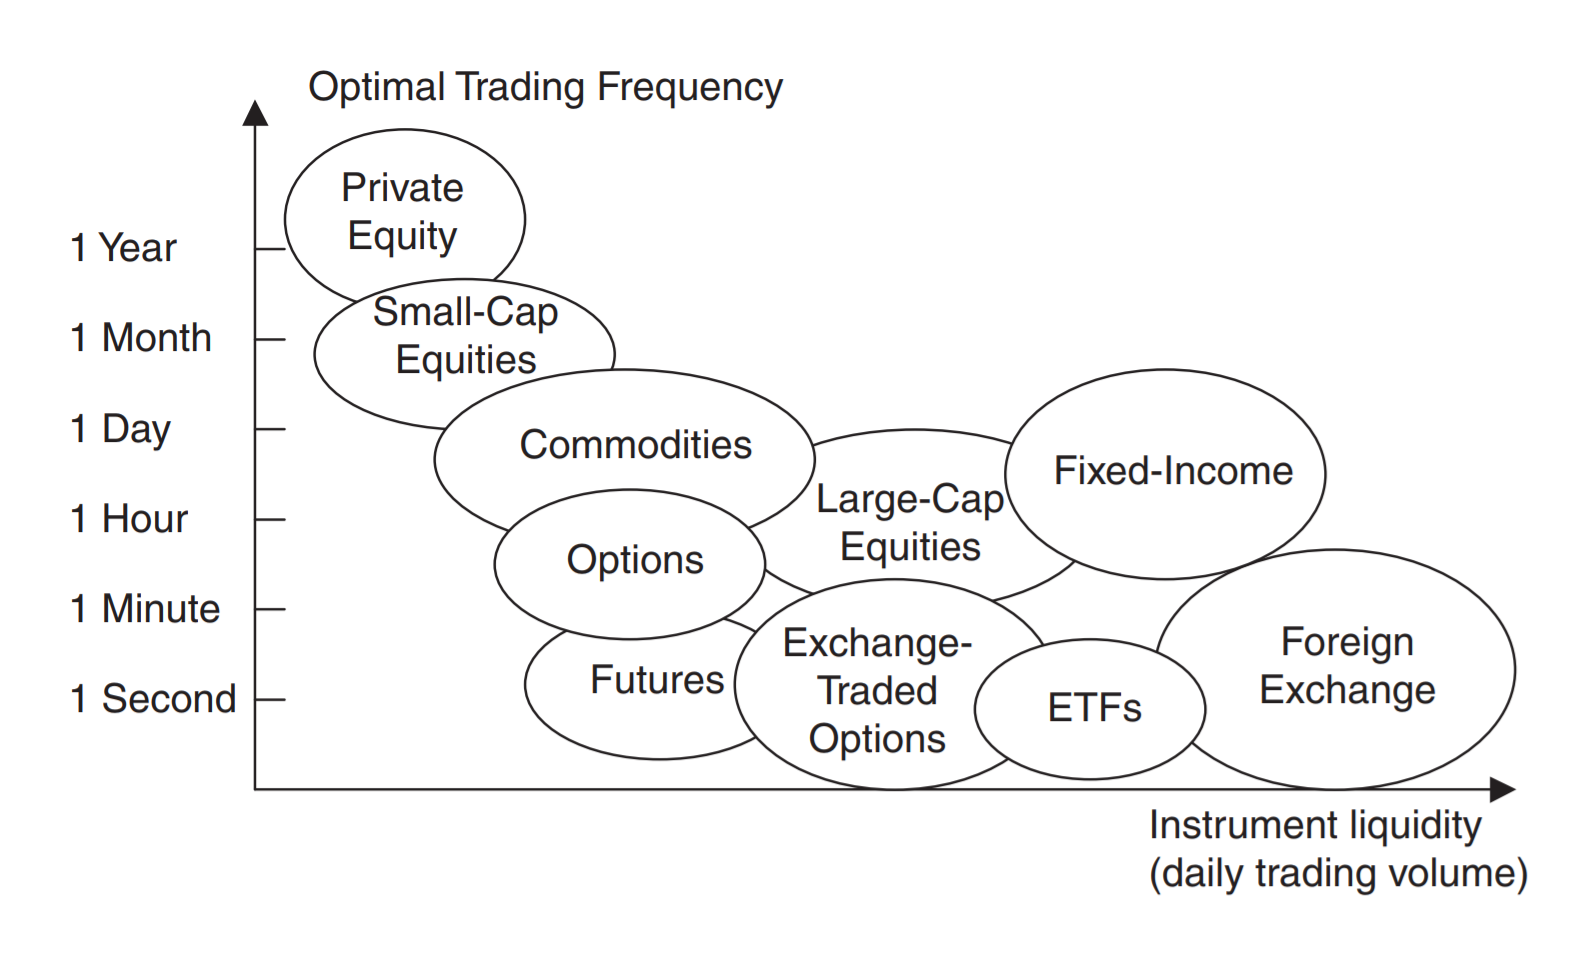 Optimal Trading Frequency
Private
Equity
1 Year
Small-Cap
Equities
1 Month
1 Day
Commodities
Fixed-Income
Large-Cap
Equities
1 Hour
Options
1 Minute
Exchange-
Traded
Options
Foreign
Exchange
Futures
ETFs
1 Second
Instrument liquidity
(daily trading volume)